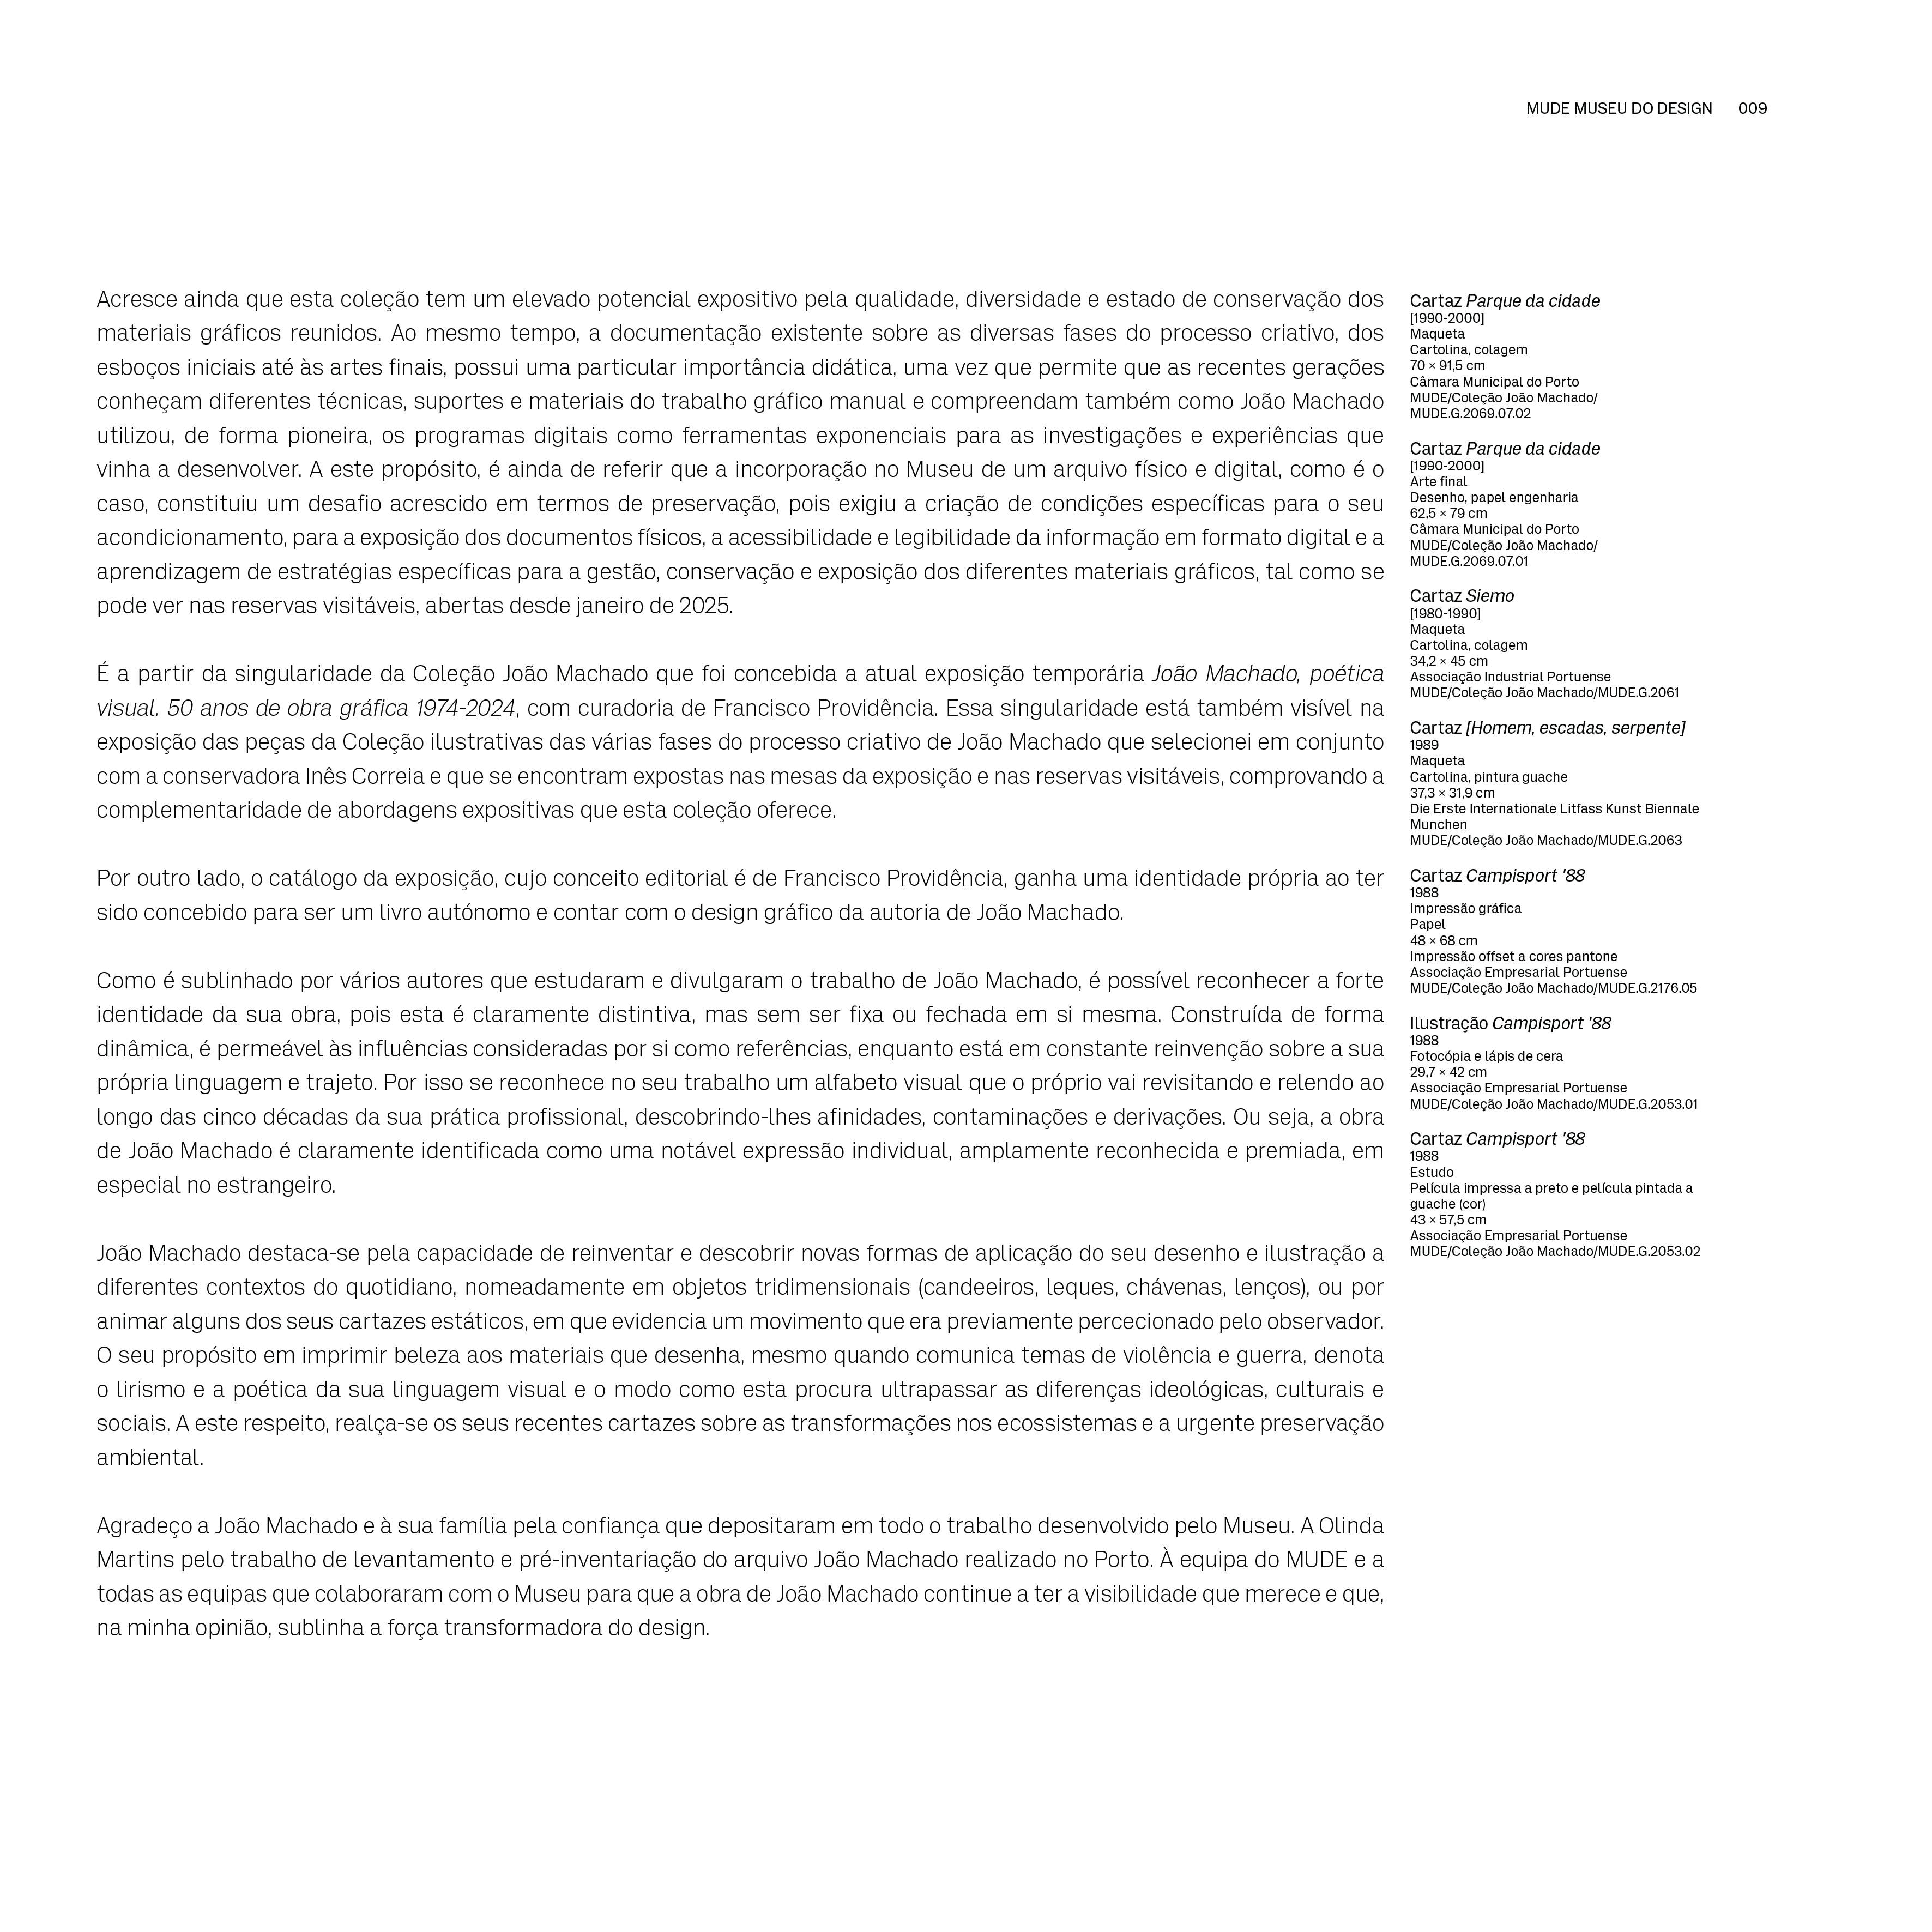 MUDE MUSEU DO DESIGN 009
Acresce ainda que esta coleção tem um elevado potencial expositivo pela qualidade, diversidade e estado de conservação dos
materiais gráficos reunidos. Ao mesmo tempo, a documentação existente sobre as diversas fases do processo criativo, dos
esboços iniciais até às artes finais, possui uma particular importância didática, uma vez que permite que as recentes gerações
conheçam diferentes técnicas, suportes e materiais do trabalho gráfico manual e compreendam também como João Machado
utilizou, de forma pioneira, os programas digitais como ferramentas exponenciais para as investigações e experiências que
vinha a desenvolver. A este propósito, é ainda de referir que a incorporação no Museu de um arquivo físico e digital, como é o
caso, constituiu um desafio acrescido em termos de preservação, pois exigiu a criação de condições específicas para o seu
acondicionamento, para a exposição dos documentos físicos, a acessibilidade e legibilidade da informação em formato digital e a
aprendizagem de estratégias específicas para a gestão, conservação e exposição dos diferentes materiais gráficos, tal como se
pode ver nas reservas visitáveis, abertas desde janeiro de 2025.
É a partir da singularidade da Coleção João Machado que foi concebida a atual exposição temporária João Machado, poética
visual. 50 anos de obra gráfica 1974-2024, com curadoria de Francisco Providência. Essa singularidade está também visível na
exposição das peças da Coleção ilustrativas das várias fases do processo criativo de João Machado que selecionei em conjunto
com a conservadora Inês Correia e que se encontram expostas nas mesas da exposição e nas reservas visitáveis, comprovando a
complementaridade de abordagens expositivas que esta coleção oferece.
Por outro lado, o catálogo da exposição, cujo conceito editorial é de Francisco Providência, ganha uma identidade própria ao ter
sido concebido para ser um livro autónomo e contar com o design gráfico da autoria de João Machado.
Como é sublinhado por vários autores que estudaram e divulgaram o trabalho de João Machado, é possível reconhecer a forte
identidade da sua obra, pois esta é claramente distintiva, mas sem ser fixa ou fechada em si mesma. Construída de forma
dinâmica, é permeável às influências consideradas por si como referências, enquanto está em constante reinvenção sobre a sua
própria linguagem e trajeto. Por isso se reconhece no seu trabalho um alfabeto visual que o próprio vai revisitando e relendo ao
longo das cinco décadas da sua prática profissional, descobrindo-lhes afinidades, contaminações e derivações. Ou seja, a obra
de João Machado é claramente identificada como uma notável expressão individual, amplamente reconhecida e premiada, em
especial no estrangeiro.
João Machado destaca-se pela capacidade de reinventar e descobrir novas formas de aplicação do seu desenho e ilustração a
diferentes contextos do quotidiano, nomeadamente em objetos tridimensionais (candeeiros, leques, chávenas, lenços), ou por
animar alguns dos seus cartazes estáticos, em que evidencia um movimento que era previamente percecionado pelo observador.
O seu propósito em imprimir beleza aos materiais que desenha, mesmo quando comunica temas de violência e guerra, denota
o lirismo e a poética da sua linguagem visual e o modo como esta procura ultrapassar as diferenças ideológicas, culturais e
sociais. A este respeito, realça-se os seus recentes cartazes sobre as transformações nos ecossistemas e a urgente preservação
ambiental.
Agradeço a João Machado e à sua família pela confiança que depositaram em todo o trabalho desenvolvido pelo Museu. A Olinda
Martins pelo trabalho de levantamento e pré-inventariação do arquivo João Machado realizado no Porto. À equipa do MUDE e a
todas as equipas que colaboraram com o Museu para que a obra de João Machado continue a ter a visibilidade que merece e que,
na minha opinião, sublinha a força transformadora do design.
Cartaz Parque da cidade
[1990-2000]
Maqueta
Cartolina, colagem
70 × 91,5 cm
Câmara Municipal do Porto
MUDE/Coleção João Machado/
MUDE.G.2069.07.02
Cartaz Parque da cidade
[1990-2000]
Arte final
Desenho, papel engenharia
62,5 × 79 cm
Câmara Municipal do Porto
MUDE/Coleção João Machado/
MUDE.G.2069.07.01
Cartaz Siemo
[1980-1990]
Maqueta
Cartolina, colagem
34,2 × 45 cm
Associação Industrial Portuense
MUDE/Coleção João Machado/MUDE.G.2061
Cartaz [Homem, escadas, serpente]
1989
Maqueta
Cartolina, pintura guache
37,3 × 31,9 cm
Die Erste Internationale Litfass Kunst Biennale
Munchen
MUDE/Coleção João Machado/MUDE.G.2063
Cartaz Campisport '88
1988
Impressão gráfica
Papel
48 × 68 cm
Impressão offset a cores pantone
Associação Empresarial Portuense
MUDE/Coleção João Machado/MUDE.G.2176.05
Ilustração Campisport '88
1988
Fotocópia e lápis de cera
29,7 × 42 cm
Associação Empresarial Portuense
MUDE/Coleção João Machado/MUDE.G.2053.01
Cartaz Campisport '88
1988
Estudo
Película impressa a preto e película pintada a
guache (cor)
43 × 57,5 cm
Associação Empresarial Portuense
MUDE/Coleção João Machado/MUDE.G.2053.02